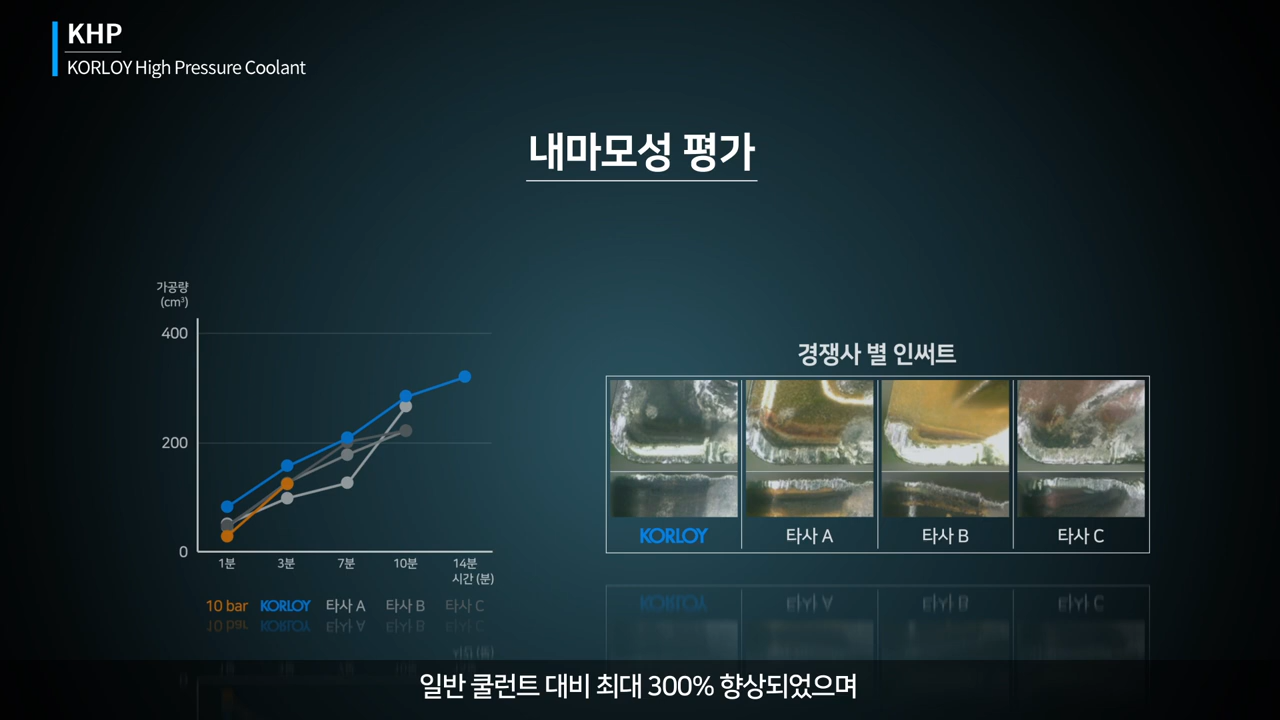 KHP
KORLOY High Pressure Coolant
내마모성 평가
가공량
(cm³)
400
200
0
1분 3분 7분 10분 14분
시간 (분)
10 bar KORLOY 타사 A 타사 B 타사 C
경쟁사 별 인써트
KORLOY 타사 A 타사 B 타사 C
일반 쿨런트 대비 최대 300% 향상되었으며